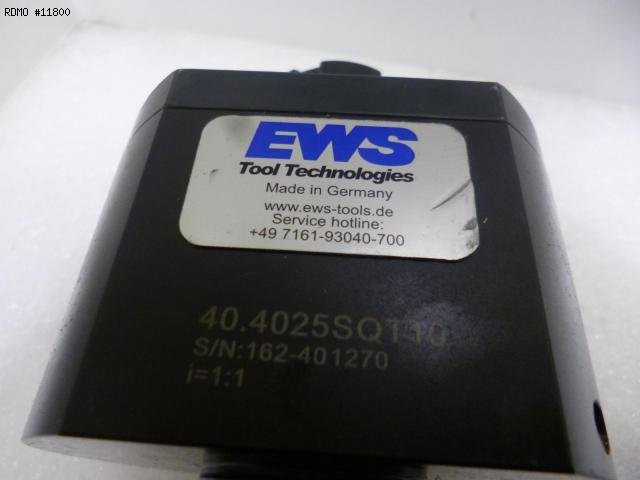 RDMO #11800
EWS
Tool Technologies
Made in Germany
www.ews-tools.de
Service hotline:
+49 7161-93040-700
40.4025SQT10
S/N:162-401270
i=1:1